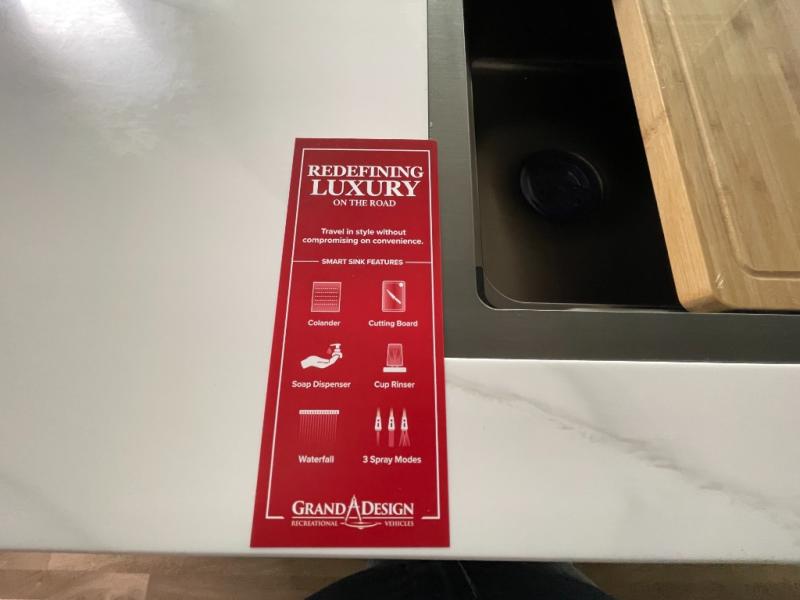 REDEFINING
LUXURY
ON THE ROAD
Travel in style without
compromising on convenience.
SMART SINK FEATURES
Colander
Cutting Board
Soap Dispenser
Cup Rinser
Waterfall
3 Spray Modes
GRAND DESIGN
RECREATIONAL VEHICLES